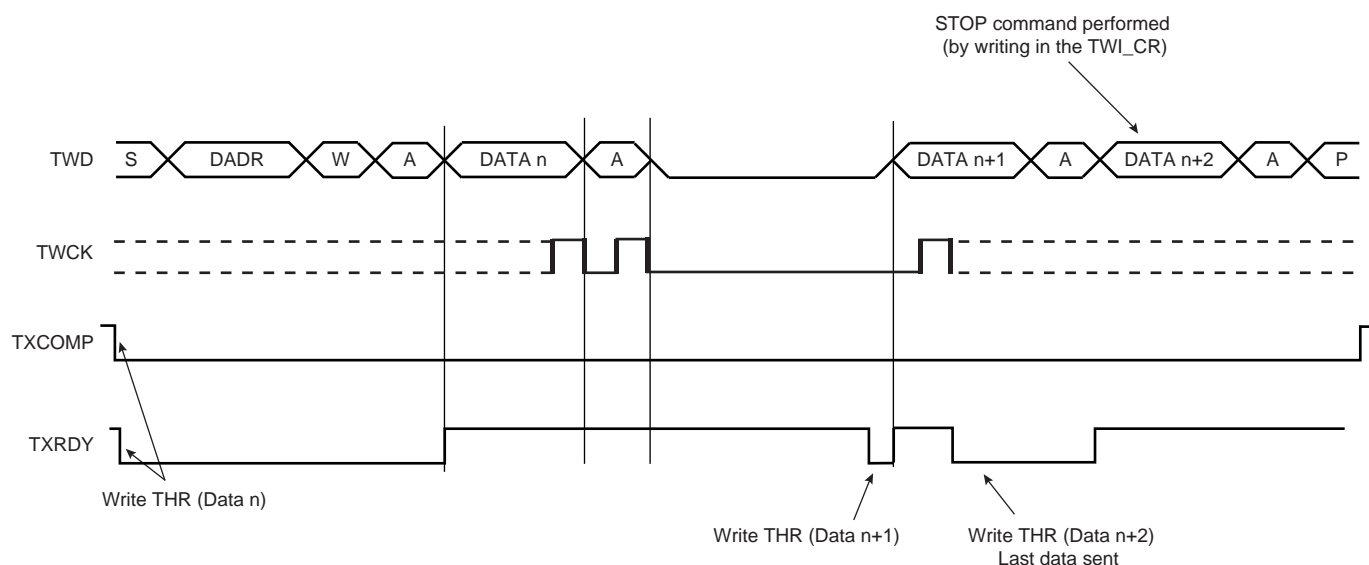 STOP command performed
(by writing in the TWI_CR)
TWD S DADR W A DATA n A DATA n+1 A DATA n+2 A P
TWCK
TXCOMP
TXRDY
Write THR (Data n)
Write THR (Data n+1)
Write THR (Data n+2)
Last data sent